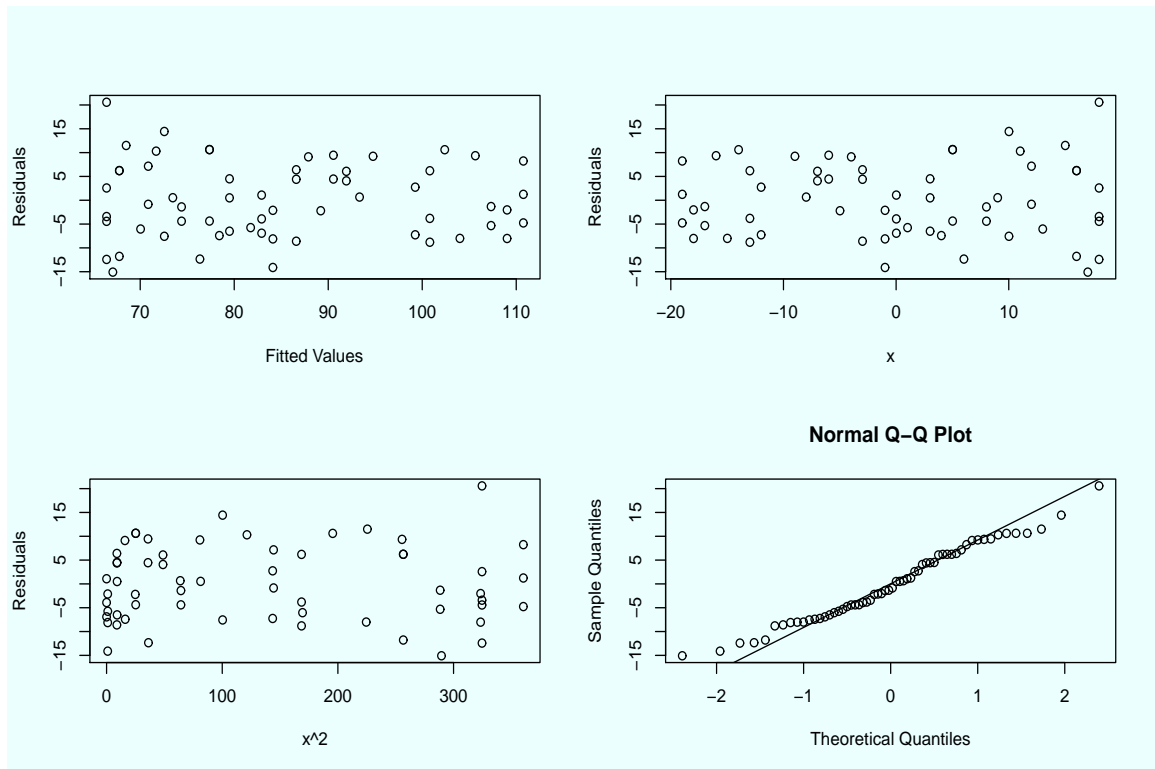 Residuals
15
5
−5
−15
70 80 90 100 110
Fitted Values
Residuals
15
5
−5
−15
−20 −10 0 10
x
Residuals
15
5
−5
−15
0 100 200 300
x^2
Normal Q−Q Plot
Sample Quantiles
15
5
−5
−15
−2 −1 0 1 2
Theoretical Quantiles